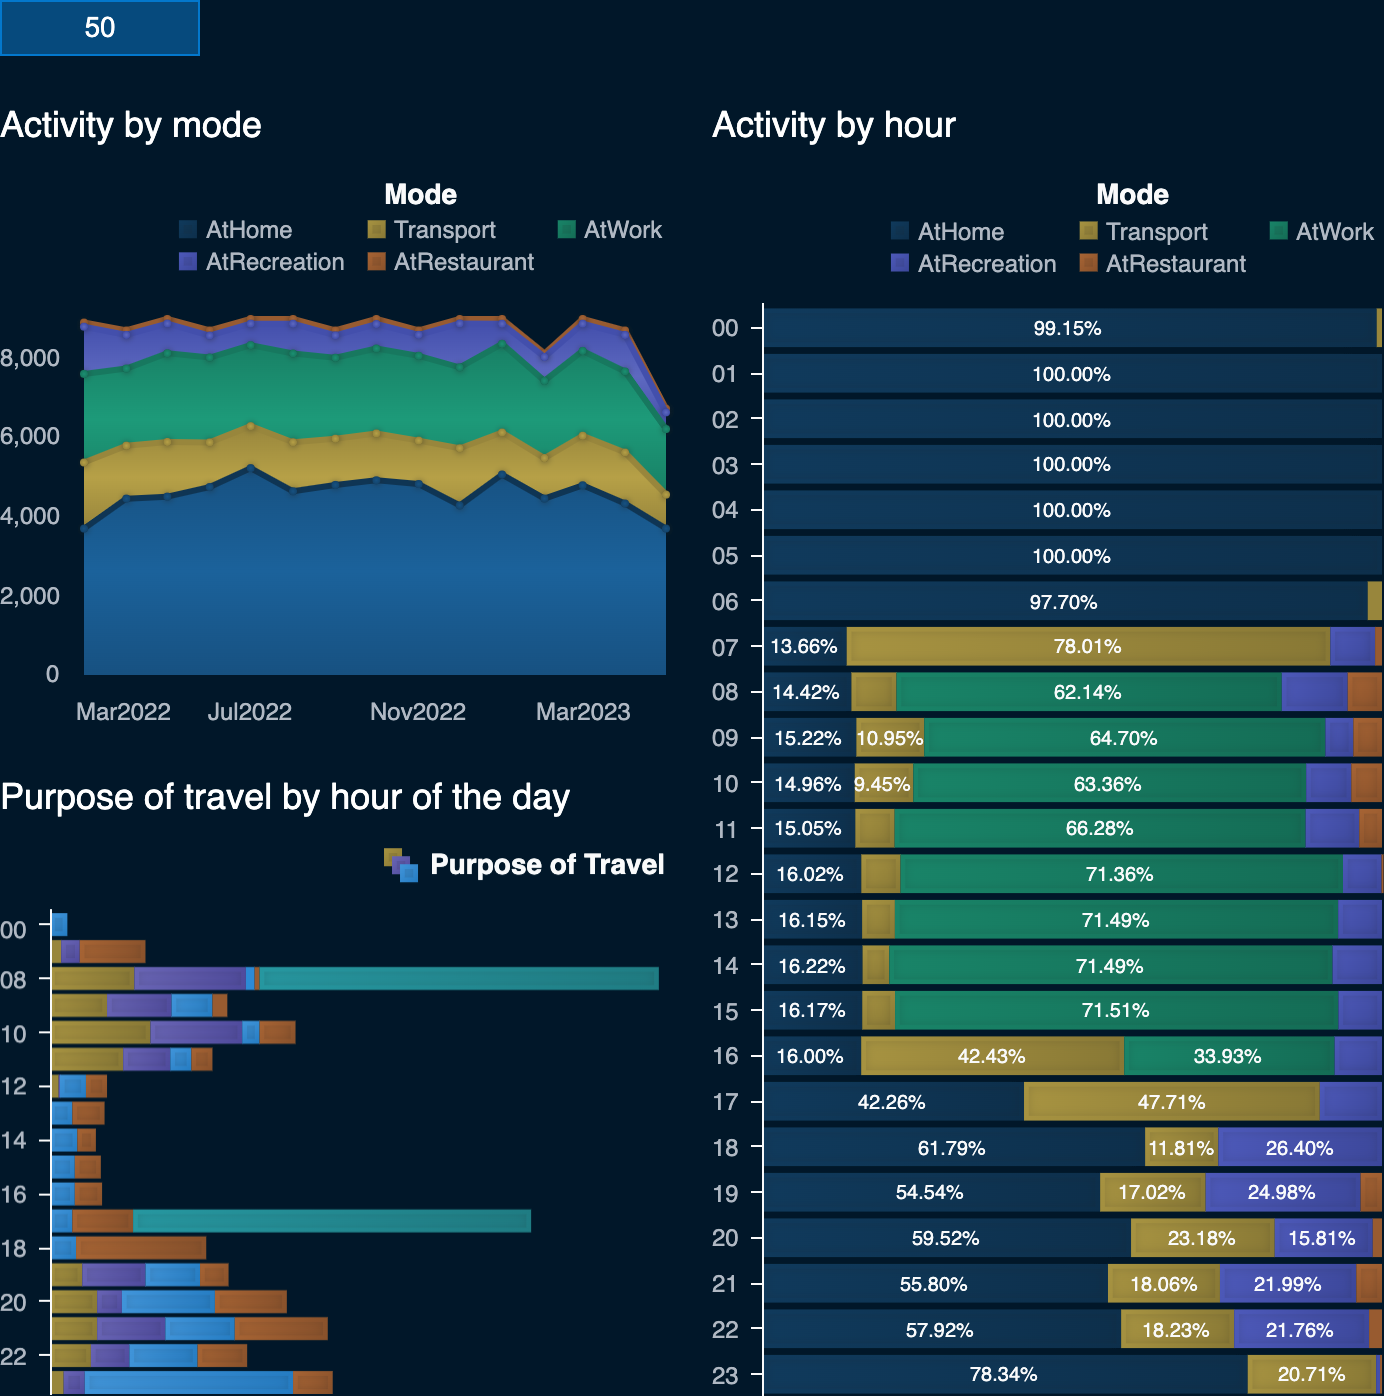 50
Activity by mode
Mode
AtHome Transport AtWork
AtRecreation AtRestaurant
8,000
6,000
4,000
2,000
0
Mar2022 Jul2022 Nov2022 Mar2023
Purpose of travel by hour of the day
Purpose of Travel
00
08
10
12
14
16
18
20
22
Activity by hour
Mode
AtHome Transport AtWork
AtRecreation AtRestaurant
00 99.15%
01 100.00%
02 100.00%
03 100.00%
04 100.00%
05 100.00%
06 97.70%
07 13.66% 78.01%
08 14.42% 62.14%
09 15.22% 10.95% 64.70%
10 14.96% 9.45% 63.36%
11 15.05% 66.28%
12 16.02% 71.36%
13 16.15% 71.49%
14 16.22% 71.49%
15 16.17% 71.51%
16 16.00% 42.43% 33.93%
17 42.26% 47.71%
18 61.79% 11.81% 26.40%
19 54.54% 17.02% 24.98%
20 59.52% 23.18% 15.81%
21 55.80% 18.06% 21.99%
22 57.92% 18.23% 21.76%
23 78.34% 20.71%